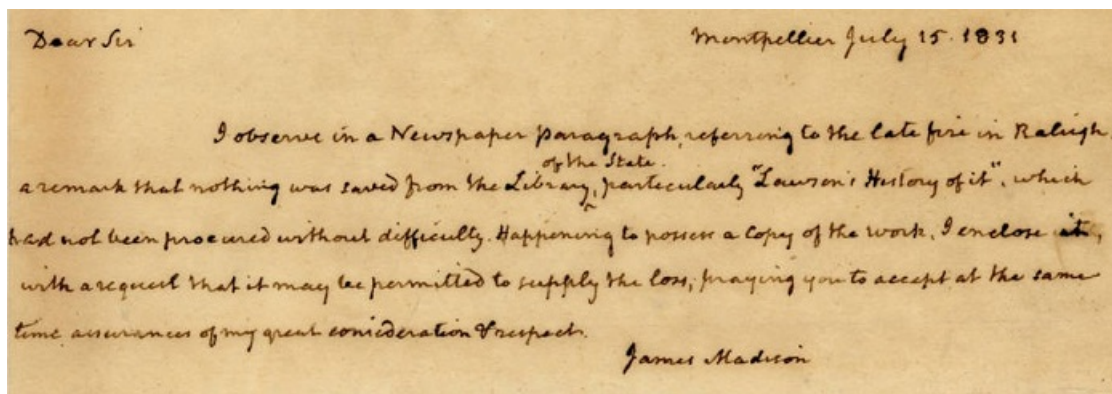 Dear Sir Montpellier July 15. 1831
I observe in a Newspaper paragraph, referring to the late fire in Raleigh
of the State.
a remark that nothing was saved from the Library, particularly "Lawson's History of it", which
had not been procured without difficulty. Happening to possess a Copy of the work, I enclose it,
with a request that it may be permitted to supply the loss; praying you to accept at the same
time, assurances of my great consideration & respect.
James Madison